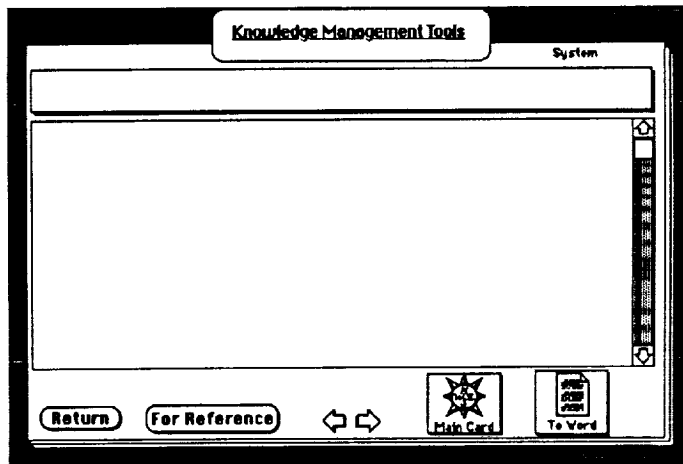 Knowledge Management Tools
System
Return
For Reference
Main Card
To Word